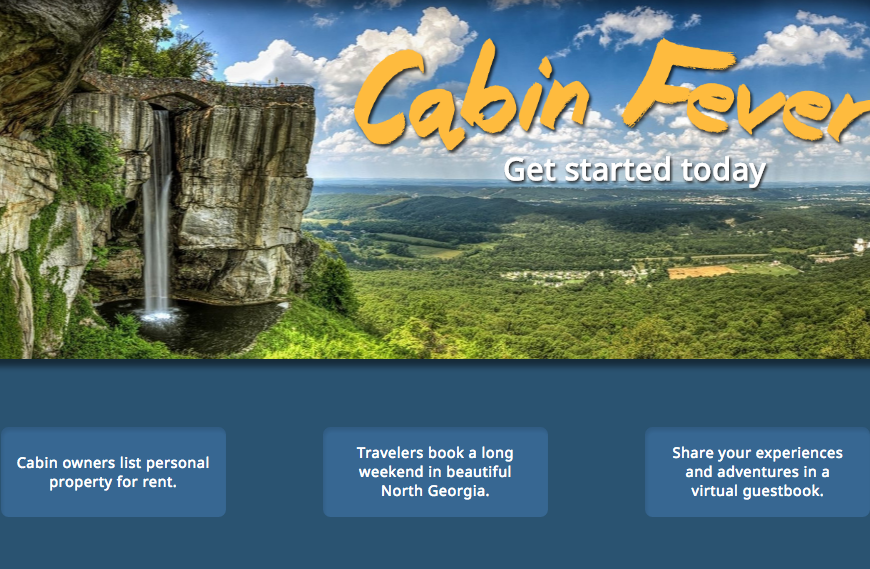 Cabin Fever
Get started today
Cabin owners list personal
property for rent.
Travelers book a long
weekend in beautiful
North Georgia.
Share your experiences
and adventures in a
virtual guestbook.